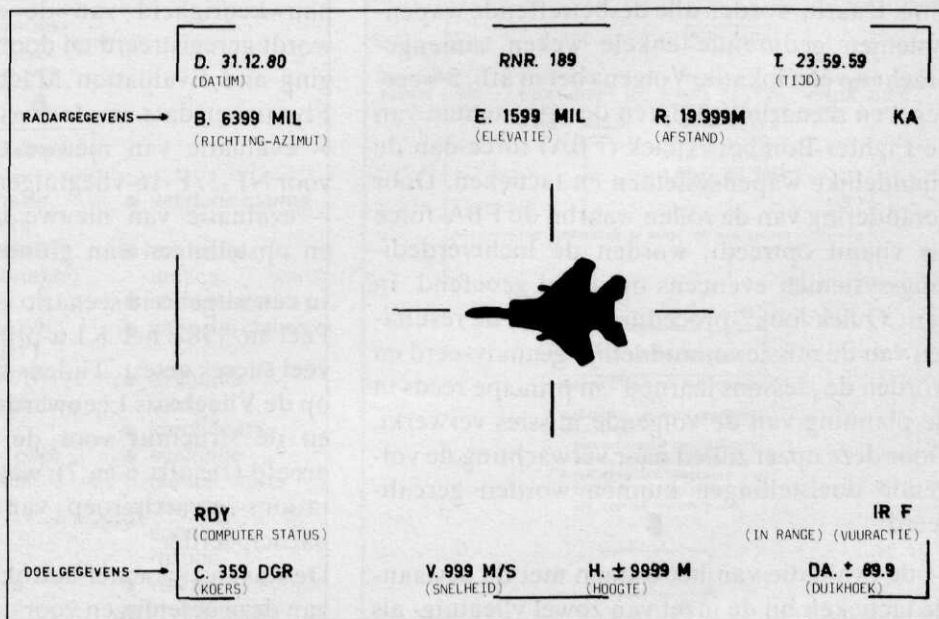 D. 31.12.80 RNR. 189 T. 23.59.59
(DATUM) (TIJD)
RADARGEGEVENS B. 6399 MIL E. 1599 MIL A. 19.999M KA
(RICHTING-AZIMUT) (ELEVATIE) (AFSTAND)
RDY IR F
(COMPUTER STATUS) (IN RANGE) (VUURACTIE)
DOELGEGEVENS C. 359 DGR V. 999 M/S H. ± 9999 M DA. ± 89.9
(KOERS) (SNELHEID) (HOOGTE) (DUIKHOEK)